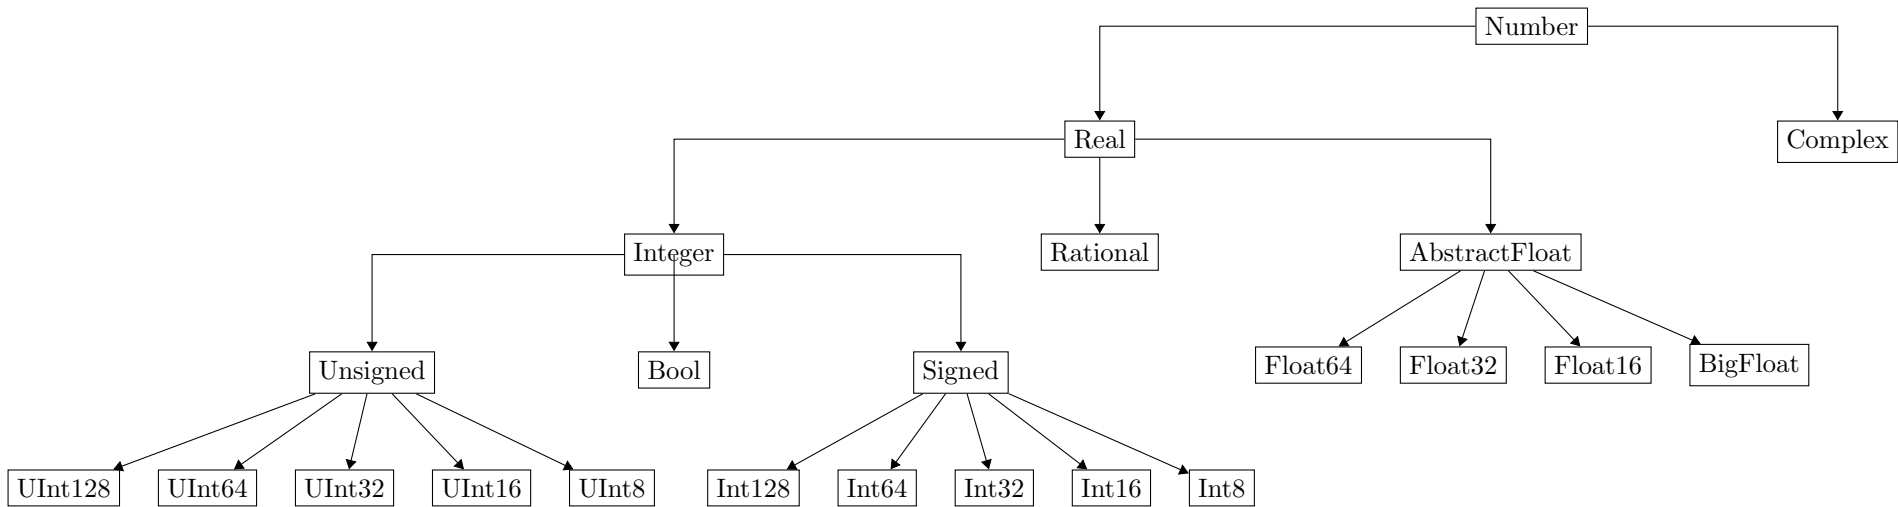 Number
Real
Complex
Integer
Rational
AbstractFloat
Unsigned
Bool
Signed
Float64
Float32
Float16
BigFloat
UInt128
UInt64
UInt32
UInt16
UInt8
Int128
Int64
Int32
Int16
Int8